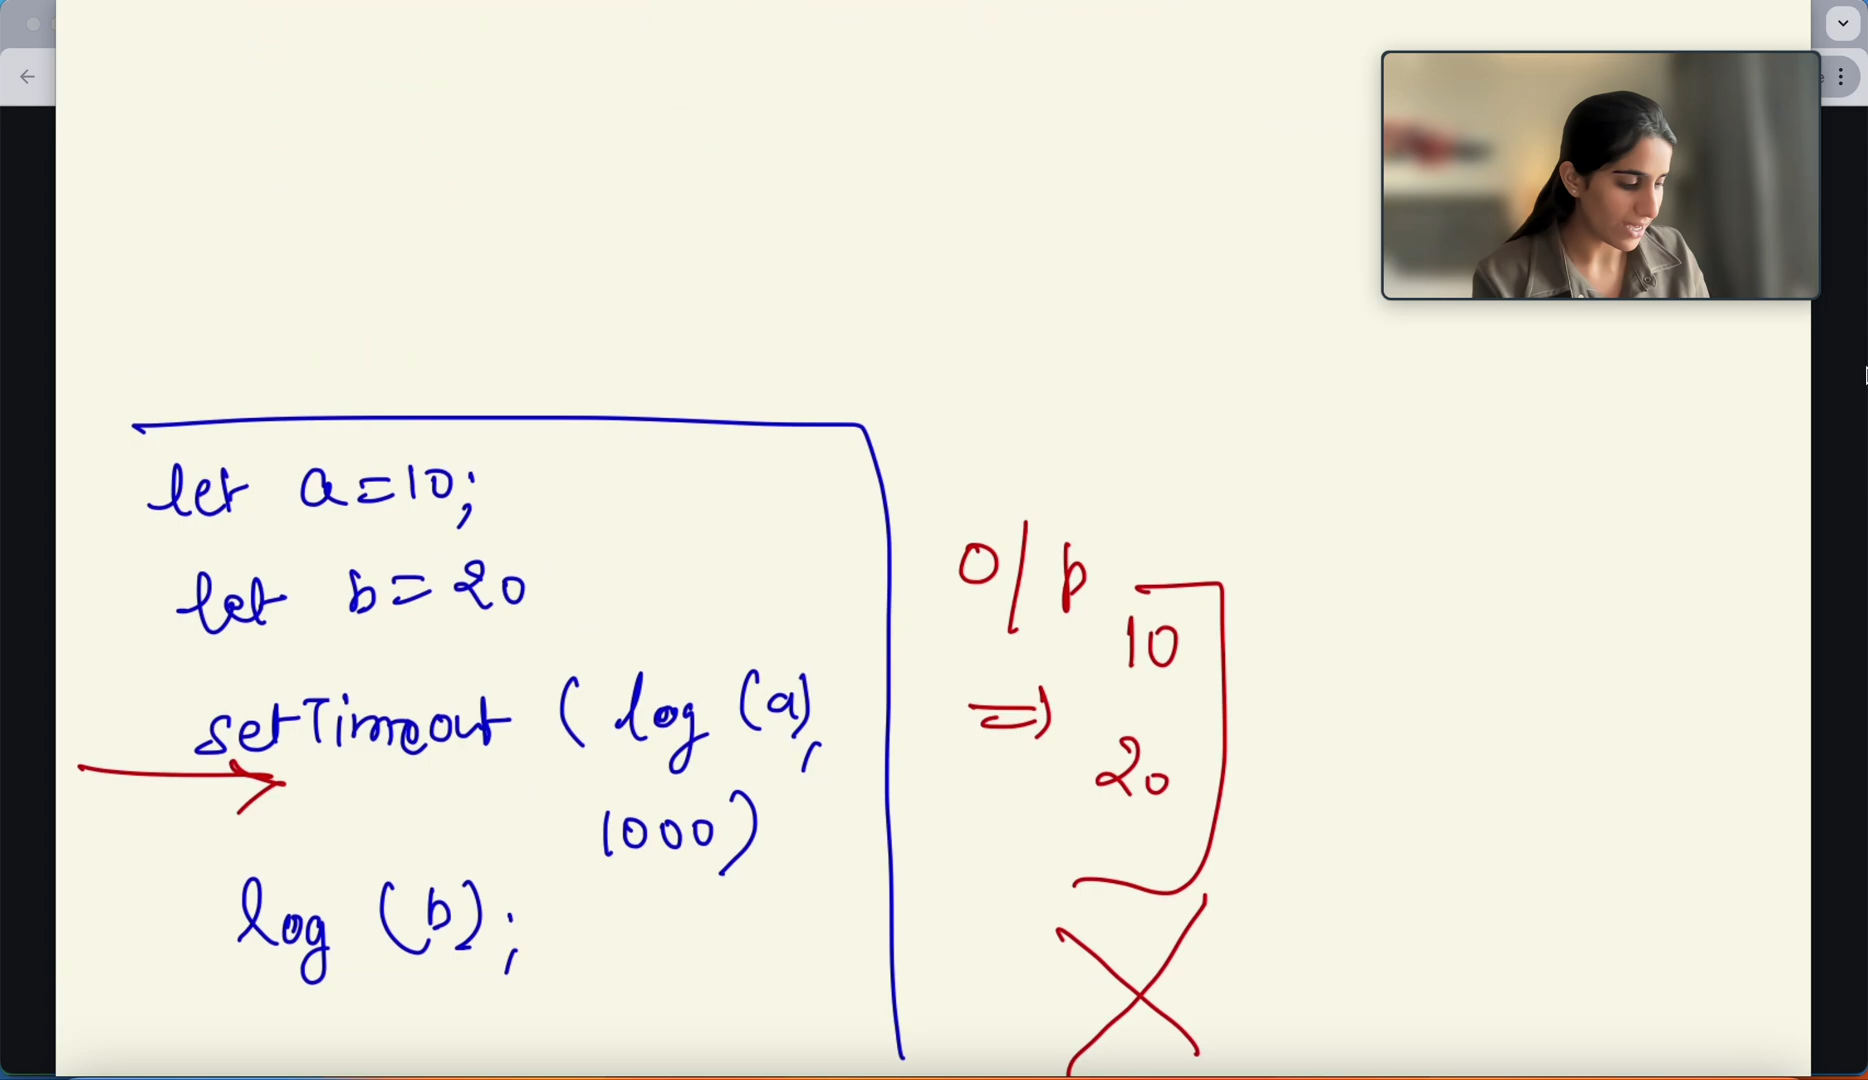 let a=10;
let b=20
setTimeout (log (a),
1000)
log (b);
O/p
10
=>
20